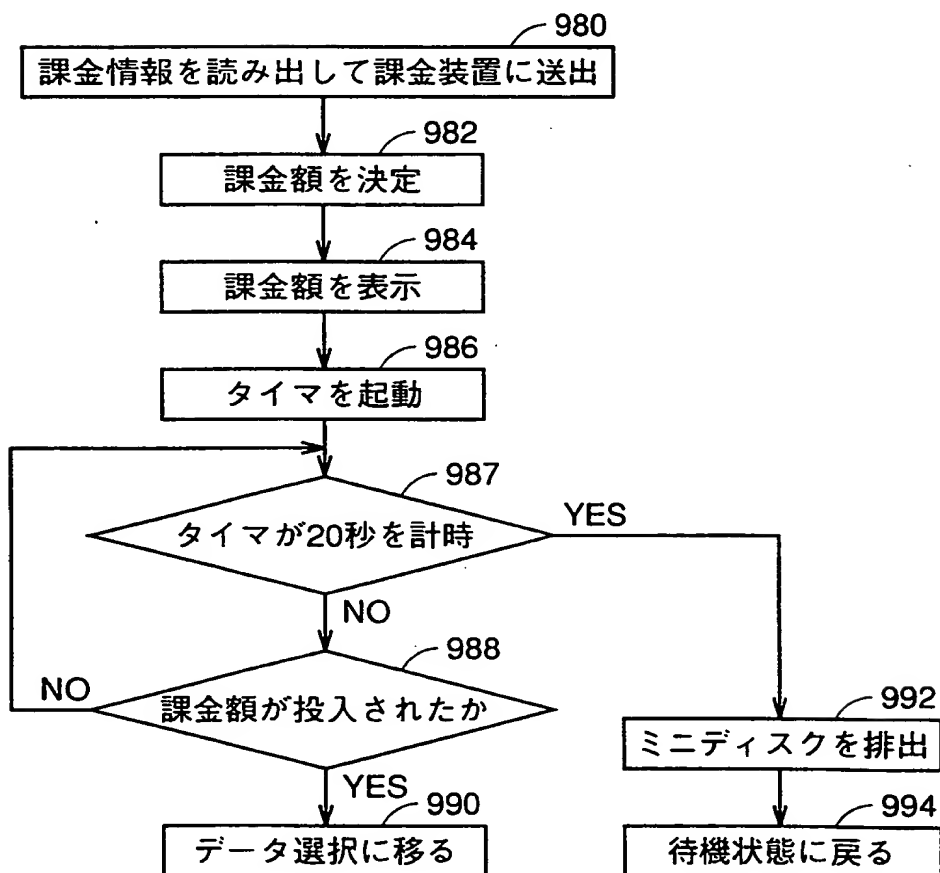 980
課金情報を読み出して課金装置に送出
982
課金額を決定
984
課金額を表示
986
タイマを起動
987
タイマが20秒を計時
YES
NO
988
課金額が投入されたか
NO
YES
992
ミニディスクを排出
990
データ選択に移る
994
待機状態に戻る